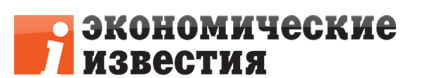 i экономические
известия